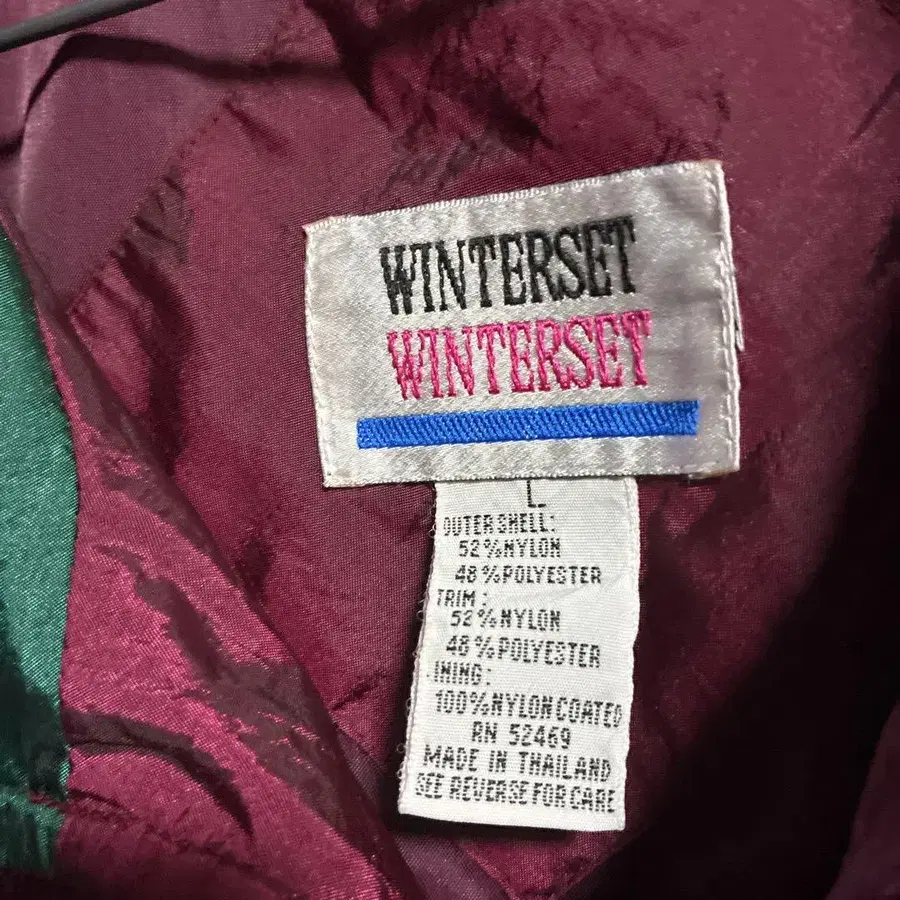 WINTERSET
WINTERSET
L
OUTER SHELL:
52%NYLON
48%POLYESTER
TRIM:
52%NYLON
48%POLYESTER
INING:
100%NYLON COATED
RN 52469
MADE IN THAILAND
SEE REVERSE FOR CARE